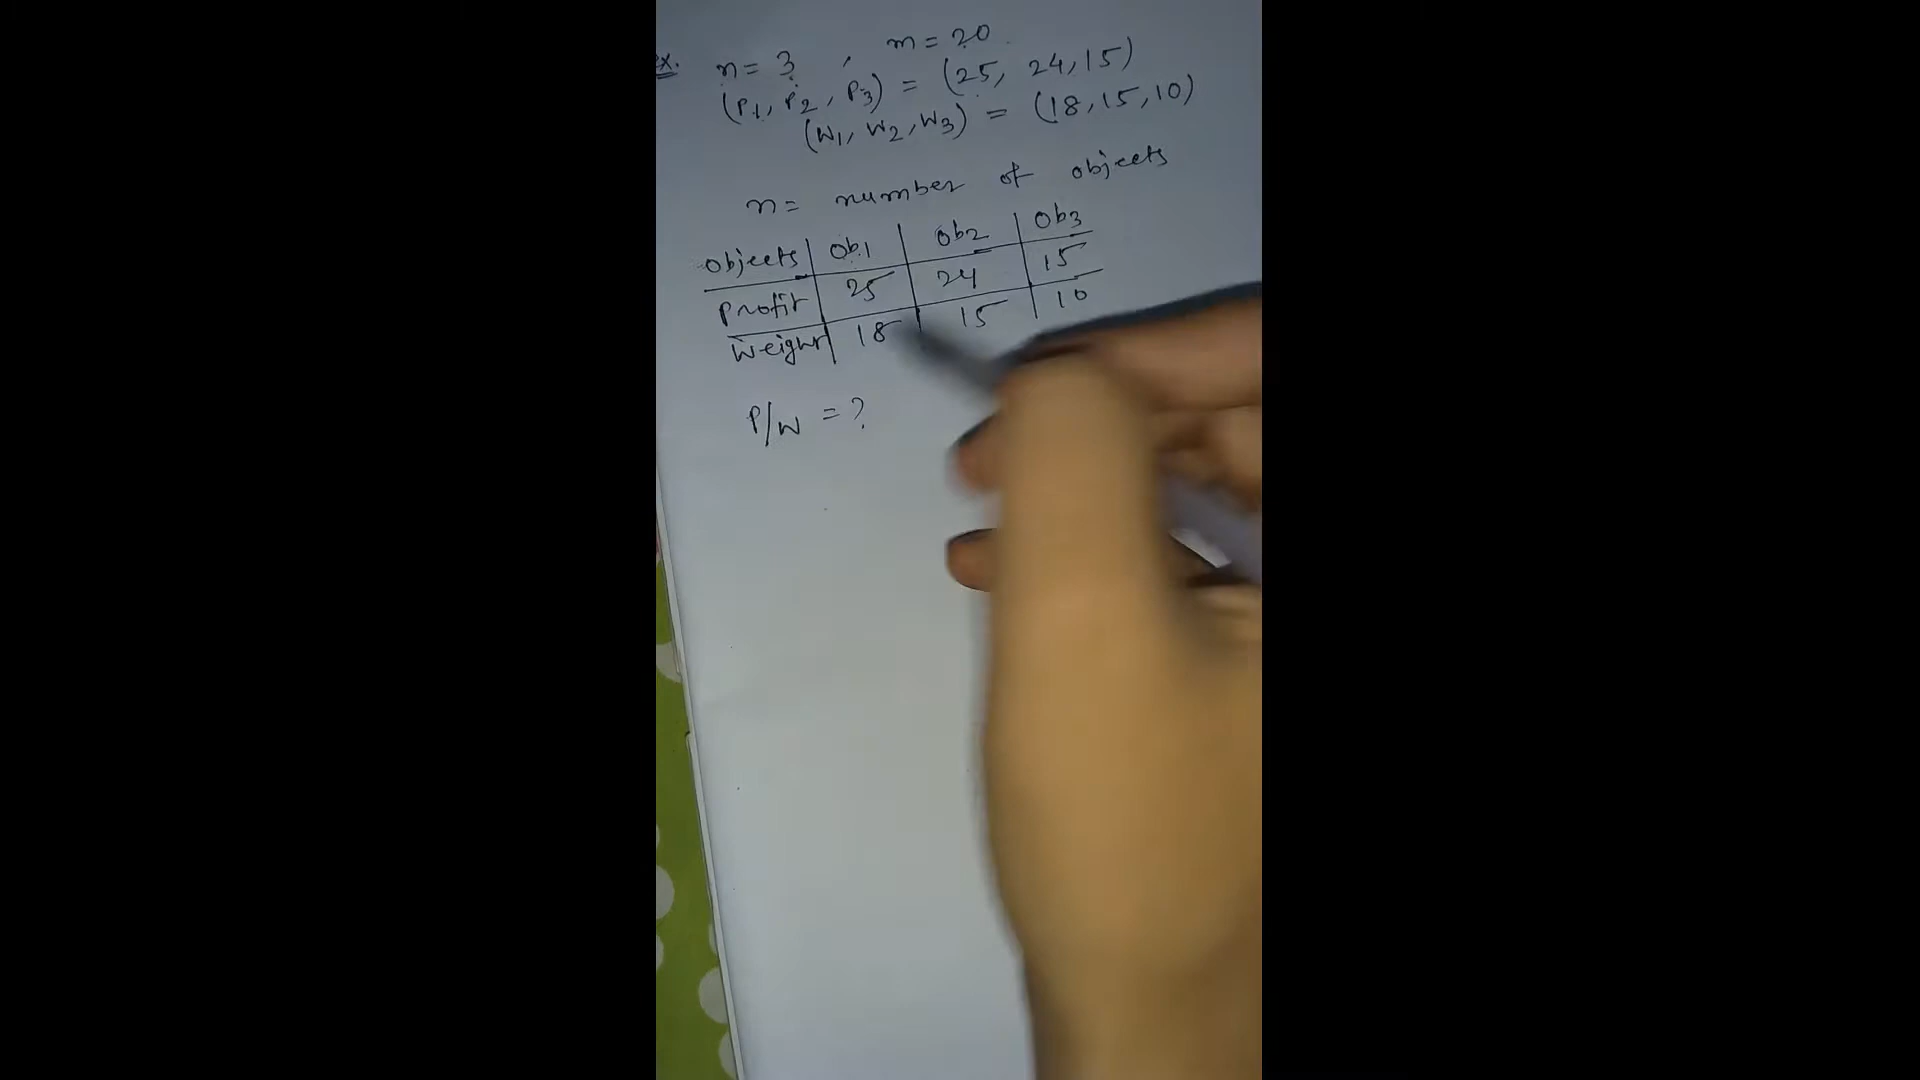 Ex. n = 3 , m = 20
(P1, P2, P3) = (25, 24, 15)
(W1, W2, W3) = (18, 15, 10)
n = number of objects
objects Ob1 Ob2 Ob3
Profit 25 24 15
Weight 18 15 10
P/W = ?